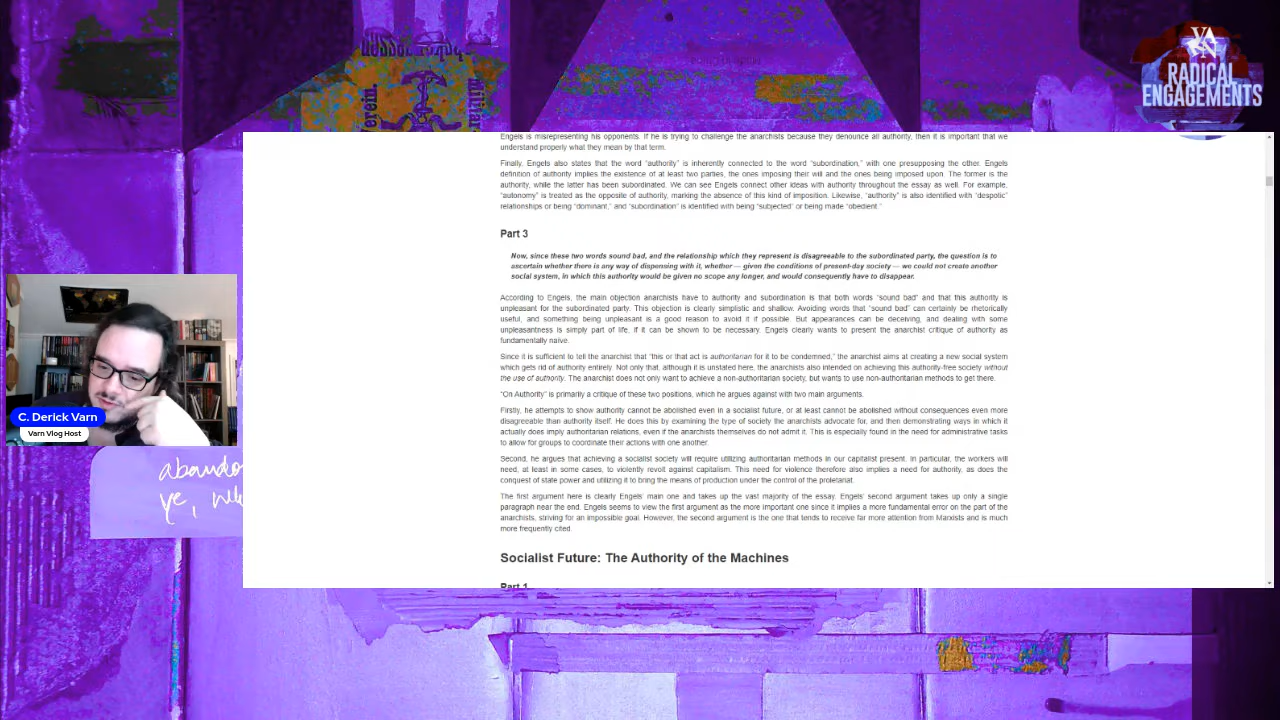 VA
RN
RADICAL
ENGAGEMENTS
erein.
Engels is misrepresenting his opponents. If he is trying to challenge the anarchists because they denounce all authority, then it is important that we
understand properly what they mean by that term.
Finally, Engels also states that the word “authority” is inherently connected to the word “subordination,” with one presupposing the other. Engels
definition of authority implies the existence of at least two parties, the ones imposing their will and the ones being imposed upon. The former is the
authority, while the latter has been subordinated. We can see Engels connect other ideas with authority throughout the essay as well. For example,
“autonomy” is treated as the opposite of authority, marking the absence of this kind of imposition. Likewise, “authority” is also identified with “despotic”
relationships or being “dominant,” and “subordination” is identified with being “subjected” or being made “obedient.”
Part 3
Now, since these two words sound bad, and the relationship which they represent is disagreeable to the subordinated party, the question is to
ascertain whether there is any way of dispensing with it, whether — given the conditions of present-day society — we could not create another
social system, in which this authority would be given no scope any longer, and would consequently have to disappear.
According to Engels, the main objection anarchists have to authority and subordination is that both words “sound bad” and that this authority is
unpleasant for the subordinated party. This objection is clearly simplistic and shallow. Avoiding words that “sound bad” can certainly be rhetorically
useful, and something being unpleasant is a good reason to avoid it if possible. But appearances can be deceiving, and dealing with some
unpleasantness is simply part of life, if it can be shown to be necessary. Engels clearly wants to present the anarchist critique of authority as
fundamentally naive.
Since it is sufficient to tell the anarchist that “this or that act is authoritarian for it to be condemned,” the anarchist aims at creating a new social system
which gets rid of authority entirely. Not only that, although it is unstated here, the anarchists also intended on achieving this authority-free society without
the use of authority. The anarchist does not only want to achieve a non-authoritarian society, but wants to use non-authoritarian methods to get there.
“On Authority” is primarily a critique of these two positions, which he argues against with two main arguments.
Firstly, he attempts to show authority cannot be abolished even in a socialist future, or at least cannot be abolished without consequences even more
disagreeable than authority itself. He does this by examining the type of society the anarchists advocate for, and then demonstrating ways in which it
actually does imply authoritarian relations, even if the anarchists themselves do not admit it. This is especially found in the need for administrative tasks
to allow for groups to coordinate their actions with one another.
Second, he argues that achieving a socialist society will require utilizing authoritarian methods in our capitalist present. In particular, the workers will
need, at least in some cases, to violently revolt against capitalism. This need for violence therefore also implies a need for authority, as does the
conquest of state power and utilizing it to bring the means of production under the control of the proletariat.
The first argument here is clearly Engels’ main one and takes up the vast majority of the essay. Engels’ second argument takes up only a single
paragraph near the end. Engels seems to view the first argument as the more important one since it implies a more fundamental error on the part of the
anarchists, striving for an impossible goal. However, the second argument is the one that tends to receive far more attention from Marxists and is much
more frequently cited.
Socialist Future: The Authority of the Machines
Part 1
C. Derick Varn
Varn Vlog Host
abando
ye,